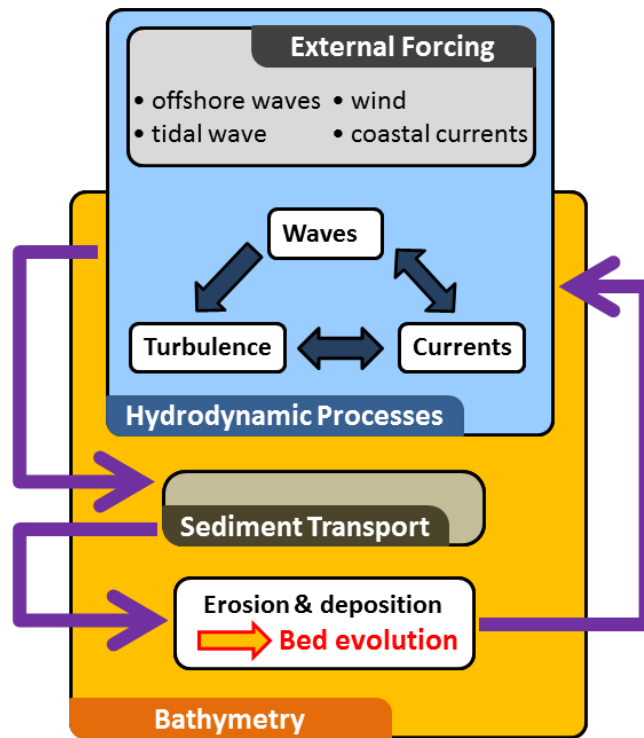 External Forcing
• offshore waves • wind
• tidal wave • coastal currents
Waves
Turbulence Currents
Hydrodynamic Processes
Sediment Transport
Erosion & deposition
Bed evolution
Bathymetry